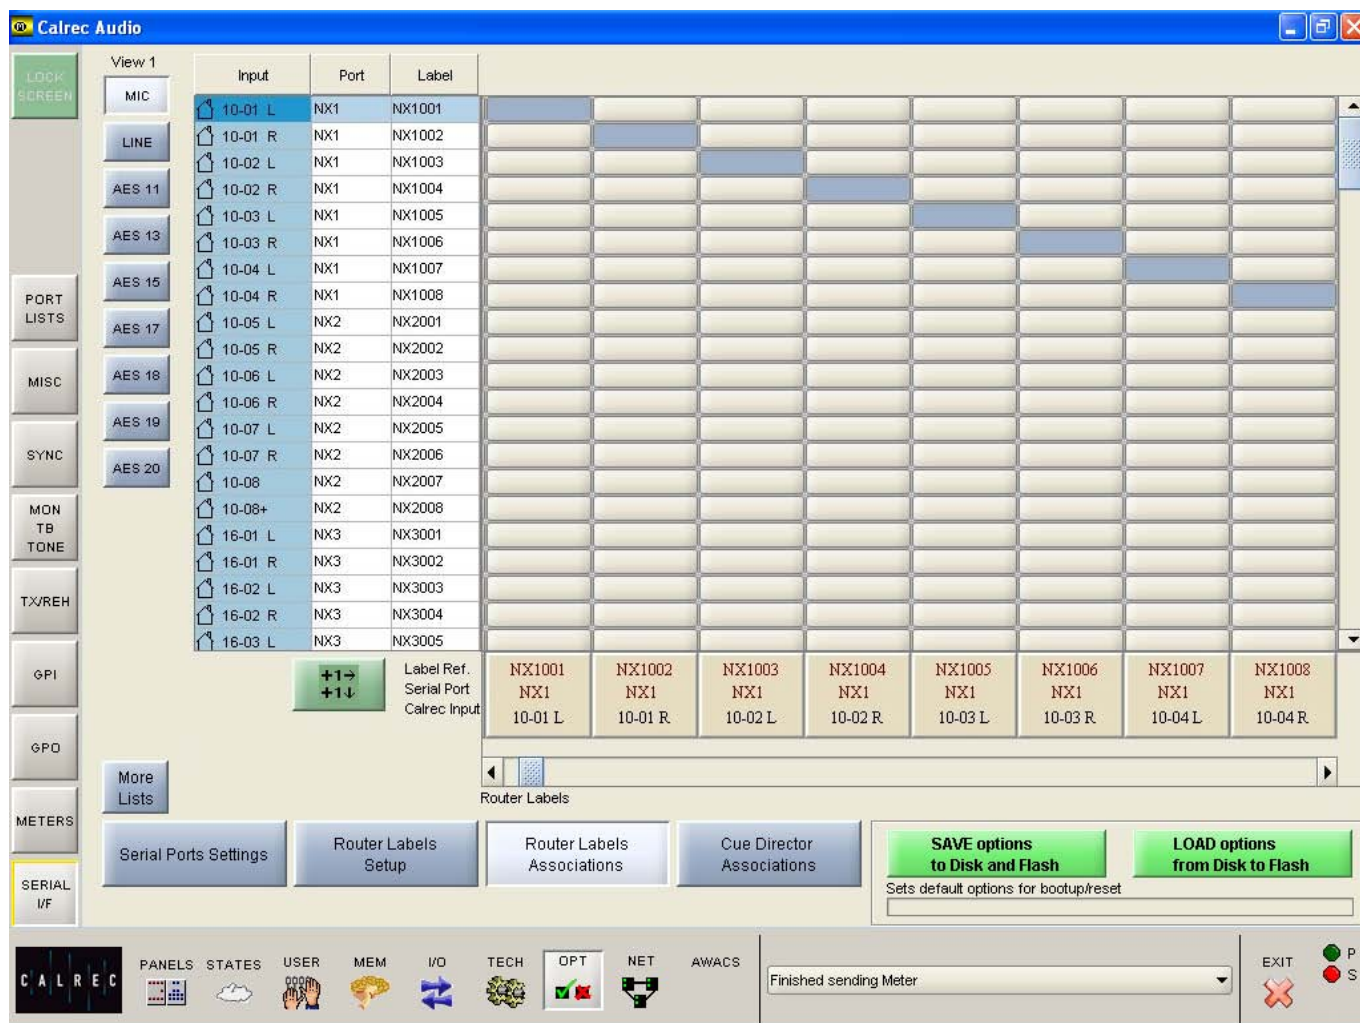 Calrec Audio
LOCK
SCREEN
View 1
MIC
LINE
AES 11
AES 13
AES 15
AES 17
AES 18
AES 19
AES 20
PORT
LISTS
MISC
SYNC
MON
TB
TONE
TX/REH
GPI
GPO
METERS
SERIAL
I/F
Input Port Label
10-01 L NX1 NX1001
10-01 R NX1 NX1002
10-02 L NX1 NX1003
10-02 R NX1 NX1004
10-03 L NX1 NX1005
10-03 R NX1 NX1006
10-04 L NX1 NX1007
10-04 R NX1 NX1008
10-05 L NX2 NX2001
10-05 R NX2 NX2002
10-06 L NX2 NX2003
10-06 R NX2 NX2004
10-07 L NX2 NX2005
10-07 R NX2 NX2006
10-08 NX2 NX2007
10-08+ NX2 NX2008
16-01 L NX3 NX3001
16-01 R NX3 NX3002
16-02 L NX3 NX3003
16-02 R NX3 NX3004
16-03 L NX3 NX3005
+1→
+1↓
Label Ref. NX1001 NX1002 NX1003 NX1004 NX1005 NX1006 NX1007 NX1008
Serial Port NX1 NX1 NX1 NX1 NX1 NX1 NX1 NX1
Calrec Input 10-01 L 10-01 R 10-02 L 10-02 R 10-03 L 10-03 R 10-04 L 10-04 R
More
Lists
Router Labels
Serial Ports Settings
Router Labels
Setup
Router Labels
Associations
Cue Director
Associations
SAVE options
to Disk and Flash
LOAD options
from Disk to Flash
Sets default options for bootup/reset
CALREC
PANELS STATES USER MEM I/O TECH OPT NET AWACS
Finished sending Meter
EXIT
P
S